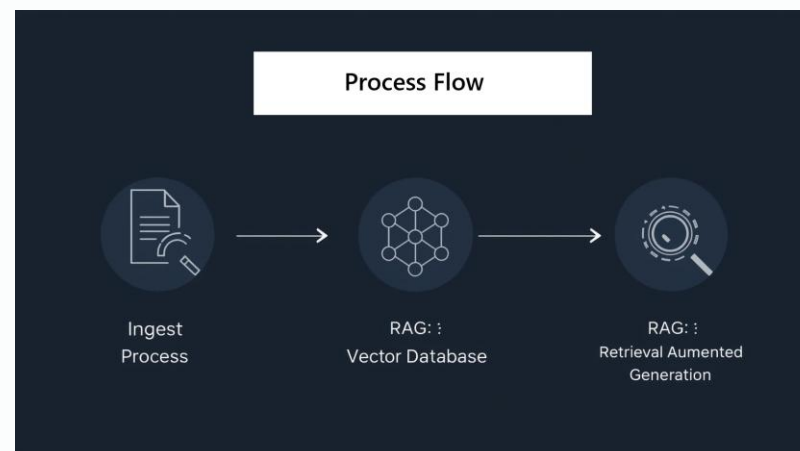 Process Flow
Ingest
Process
RAG: ⋮
Vector Database
RAG: ⋮
Retrieval Aumented
Generation